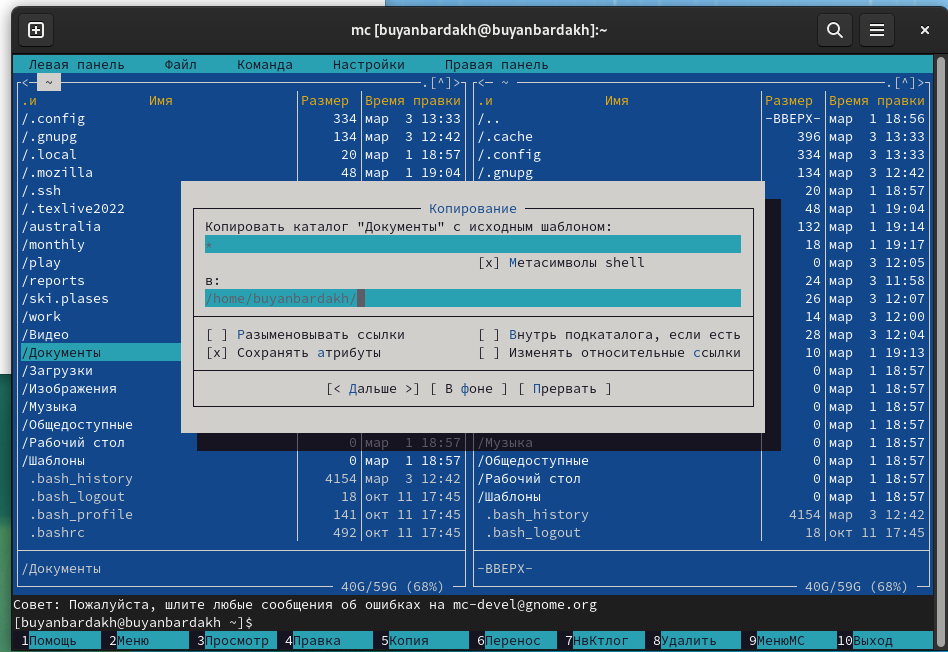 mc [buyanbardakh@buyanbardakh]:~
Левая панель Файл Команда Настройки Правая панель
<─ ~ .[^]> <─ ~ .[^]>
.и Имя Размер Время правки .и Имя Размер Время правки
/.config 334 мар 3 13:33 /.. -ВВЕРХ- мар 1 18:56
/.gnupg 134 мар 3 12:42 /.cache 396 мар 3 13:33
/.local 20 мар 1 18:57 /.config 334 мар 3 13:33
/.mozilla 48 мар 1 19:04 /.gnupg 134 мар 3 12:42
/.ssh 20 мар 1 18:57
/.texlive2022 48 мар 1 19:04
/australia 132 мар 1 19:14
/monthly 18 мар 1 19:17
/play 0 мар 3 12:05
/reports 24 мар 3 11:58
/ski.plases 26 мар 3 12:07
/work 14 мар 3 12:00
/Видео 28 мар 3 12:04
/Документы 10 мар 1 19:13
/Загрузки 0 мар 1 18:57
/Изображения 0 мар 1 18:57
/Музыка 0 мар 1 18:57
/Общедоступные 0 мар 1 18:57
Копирование
Копировать каталог "Документы" с исходным шаблоном:
*
[x] Метасимволы shell
в:
/home/buyanbardakh/
[ ] Разыменовывать ссылки [ ] Внутрь подкаталога, если есть
[x] Сохранять атрибуты [ ] Изменять относительные ссылки
[< Дальше >] [ В фоне ] [ Прервать ]
/Рабочий стол 0 мар 1 18:57 /Музыка 0 мар 1 18:57
/Шаблоны 0 мар 1 18:57 /Общедоступные 0 мар 1 18:57
.bash_history 4154 мар 3 12:42 /Рабочий стол 0 мар 1 18:57
.bash_logout 18 окт 11 17:45 /Шаблоны 0 мар 1 18:57
.bash_profile 141 окт 11 17:45 .bash_history 4154 мар 3 12:42
.bashrc 492 окт 11 17:45 .bash_logout 18 окт 11 17:45
/Документы -ВВЕРХ-
40G/59G (68%) 40G/59G (68%)
Совет: Пожалуйста, шлите любые сообщения об ошибках на mc-devel@gnome.org
[buyanbardakh@buyanbardakh ~]$
1Помощь 2Меню 3Просмотр 4Правка 5Копия 6Перенос 7НвКтлог 8Удалить 9МенюМС 10Выход